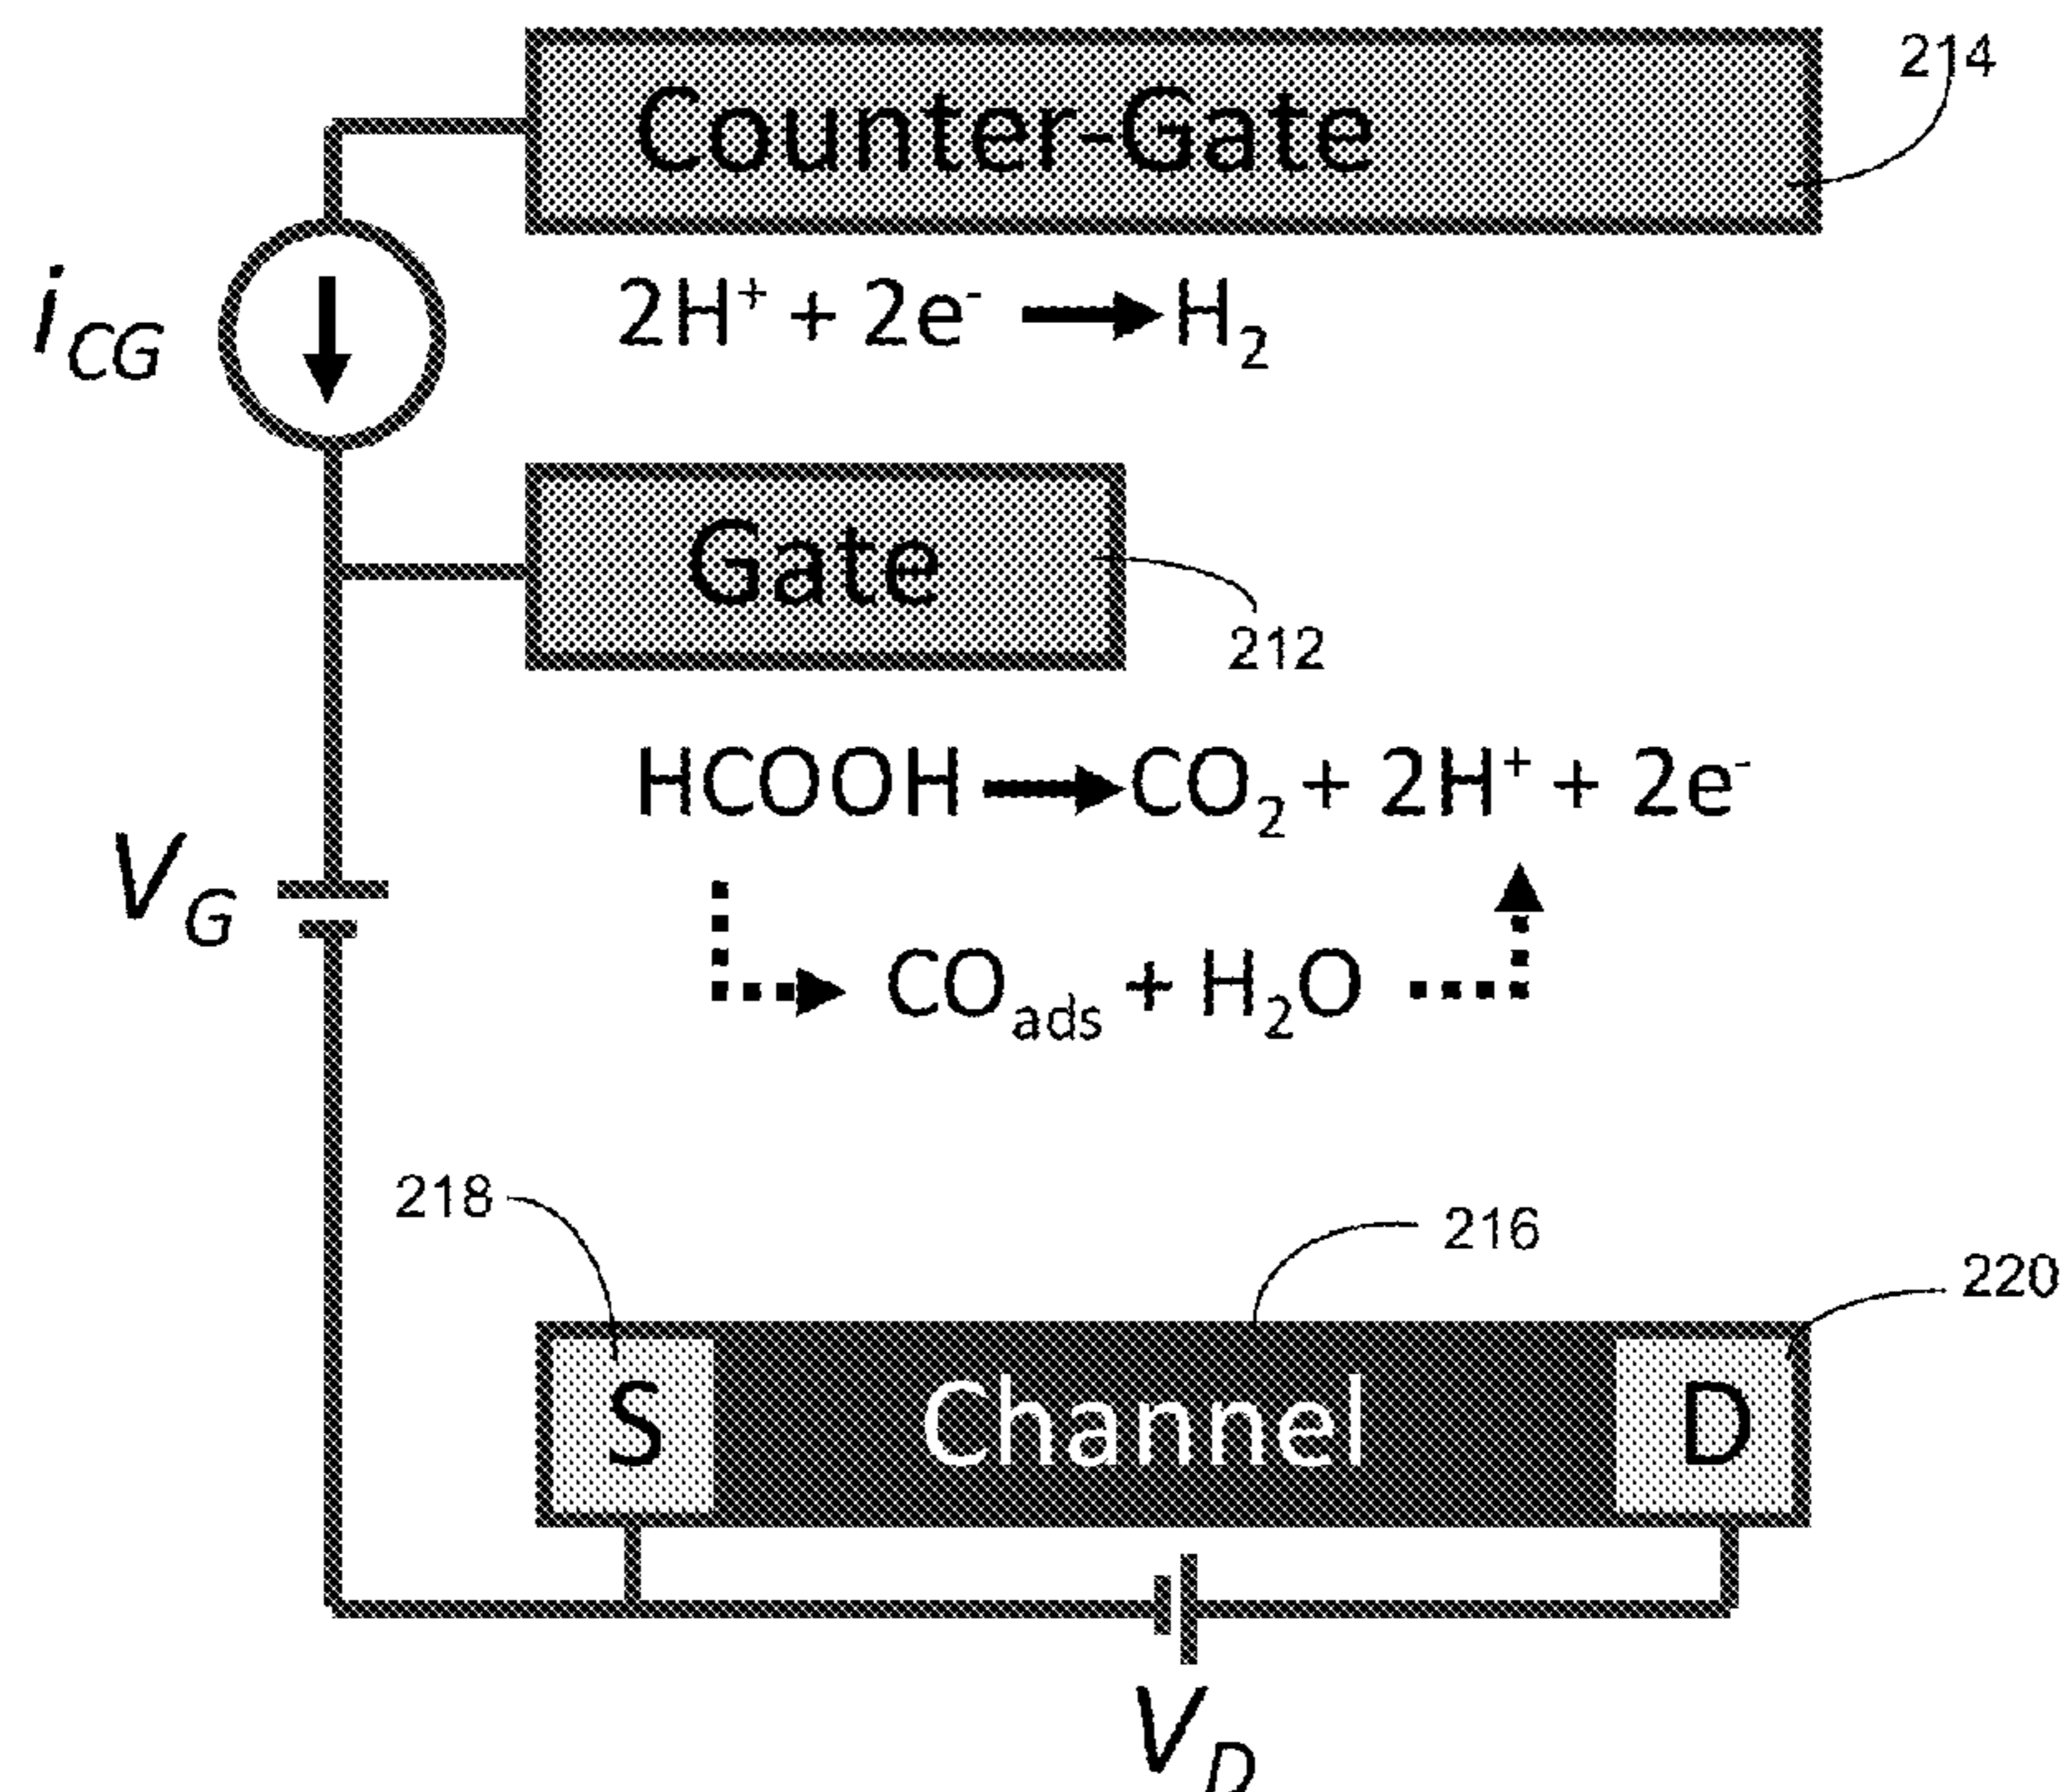 214
Counter-Gate
i_CG
2H⁺ + 2e⁻ → H₂
Gate
212
HCOOH → CO₂ + 2H⁺ + 2e⁻
V_G
CO_ads + H₂O
218
216
220
S
Channel
D
V_D